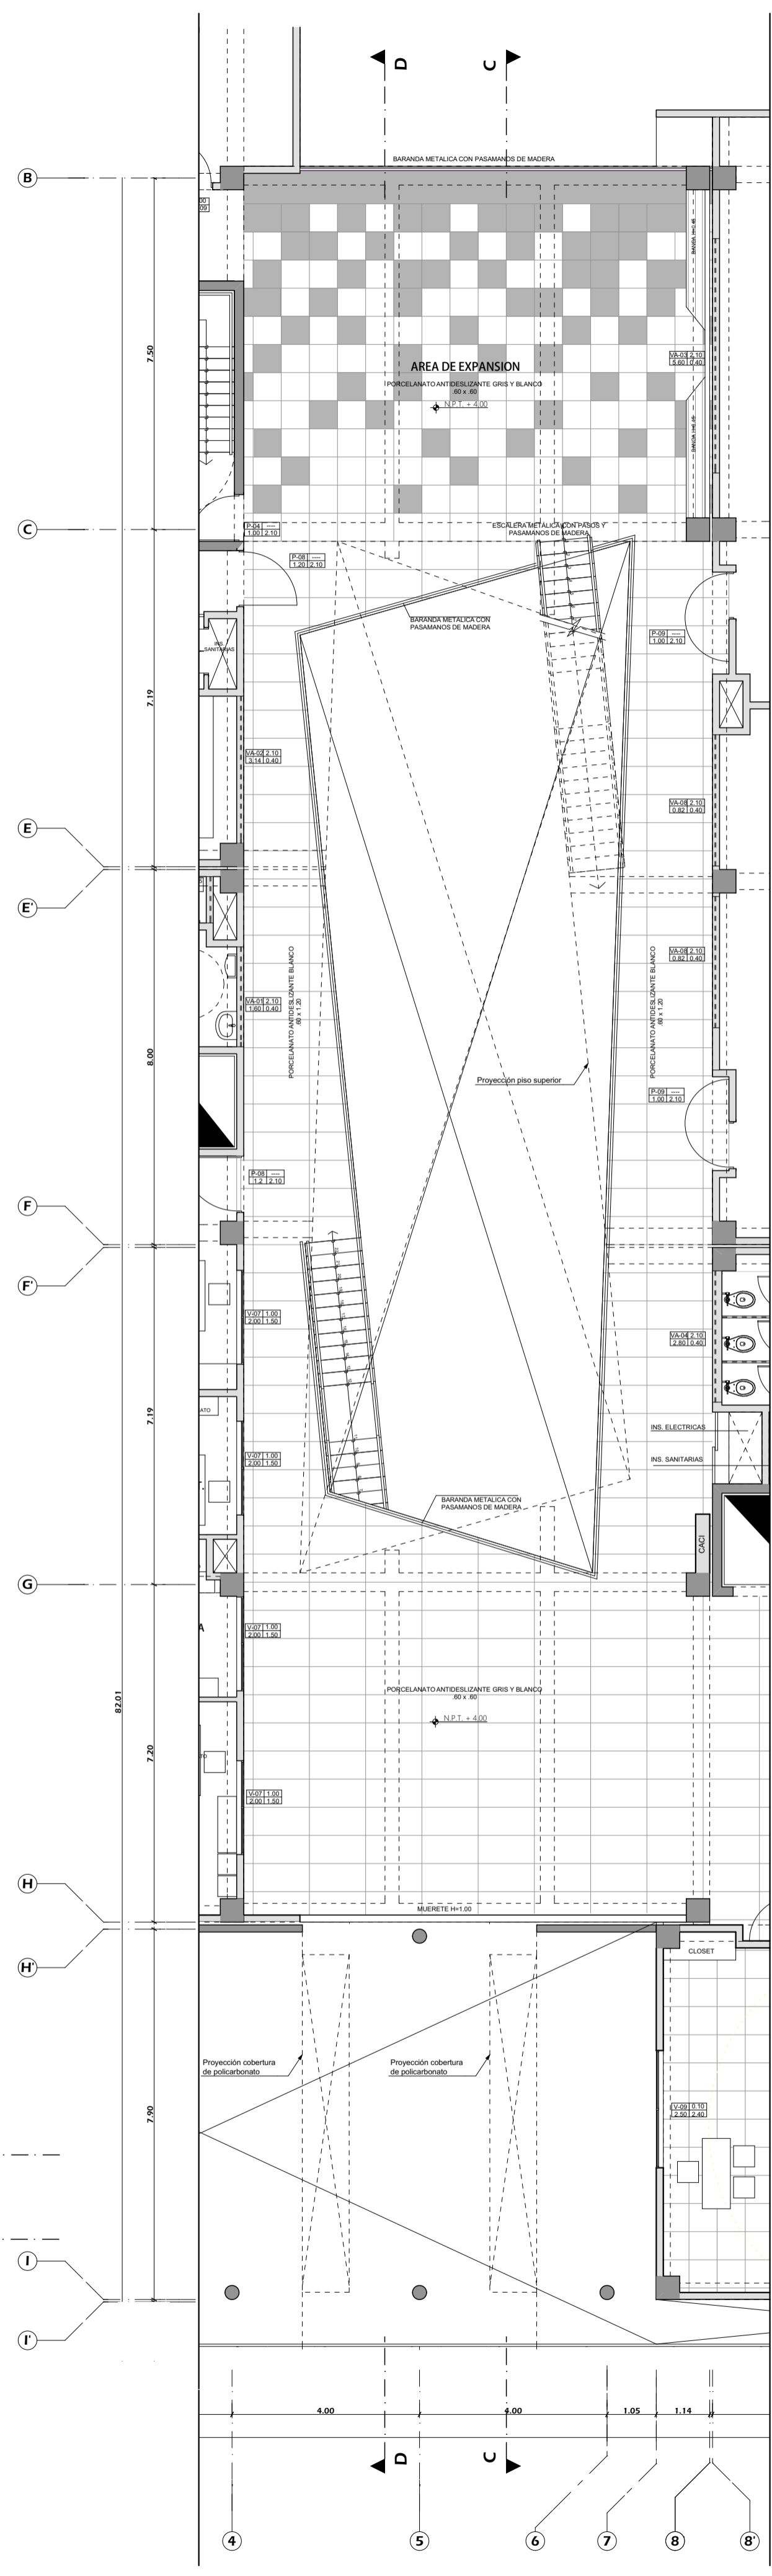 D
C
BARANDA METALICA CON PASAMANOS DE MADERA
B
7.50
AREA DE EXPANSION
PORCELANATO ANTIDESLIZANTE GRIS Y BLANCO
.60 x .60
N.P.T. + 4.00
VA-03 2.10
5.60 0.40
C
P-04 ----
1.00 2.10
ESCALERA METALICA CON PASOS Y
PASAMANOS DE MADERA
P-08 ----
1.20 2.10
BARANDA METALICA CON
PASAMANOS DE MADERA
P-09 ----
1.00 2.10
INS.
SANITARIAS
7.19
VA-02 2.10
3.14 0.40
VA-08 2.10
0.82 0.40
E
E'
PORCELANATO ANTIDESLIZANTE BLANCO
.60 x 1.20
PORCELANATO ANTIDESLIZANTE BLANCO
.60 x 1.20
VA-08 2.10
0.82 0.40
VA-01 2.10
1.60 0.40
8.00
Proyección piso superior
P-09 ----
1.00 2.10
P-08 ----
1.2 2.10
F
F'
V-07 1.00
2.00 1.50
VA-04 2.10
2.80 0.40
7.19
INS. ELECTRICAS
V-07 1.00
2.00 1.50
INS. SANITARIAS
BARANDA METALICA CON
PASAMANOS DE MADERA
CACI
G
V-07 1.00
2.00 1.50
A
82.01
PORCELANATO ANTIDESLIZANTE GRIS Y BLANCO
.60 x .60
N.P.T. + 4.00
7.20
V-07 1.00
2.00 1.50
H
MUERETE H=1.00
CLOSET
H'
Proyección cobertura
de policarbonato
Proyección cobertura
de policarbonato
7.90
V-09 0.10
2.50 2.40
I
I'
4.00
4.00
1.05
1.14
D
C
4
5
6
7
8
8'